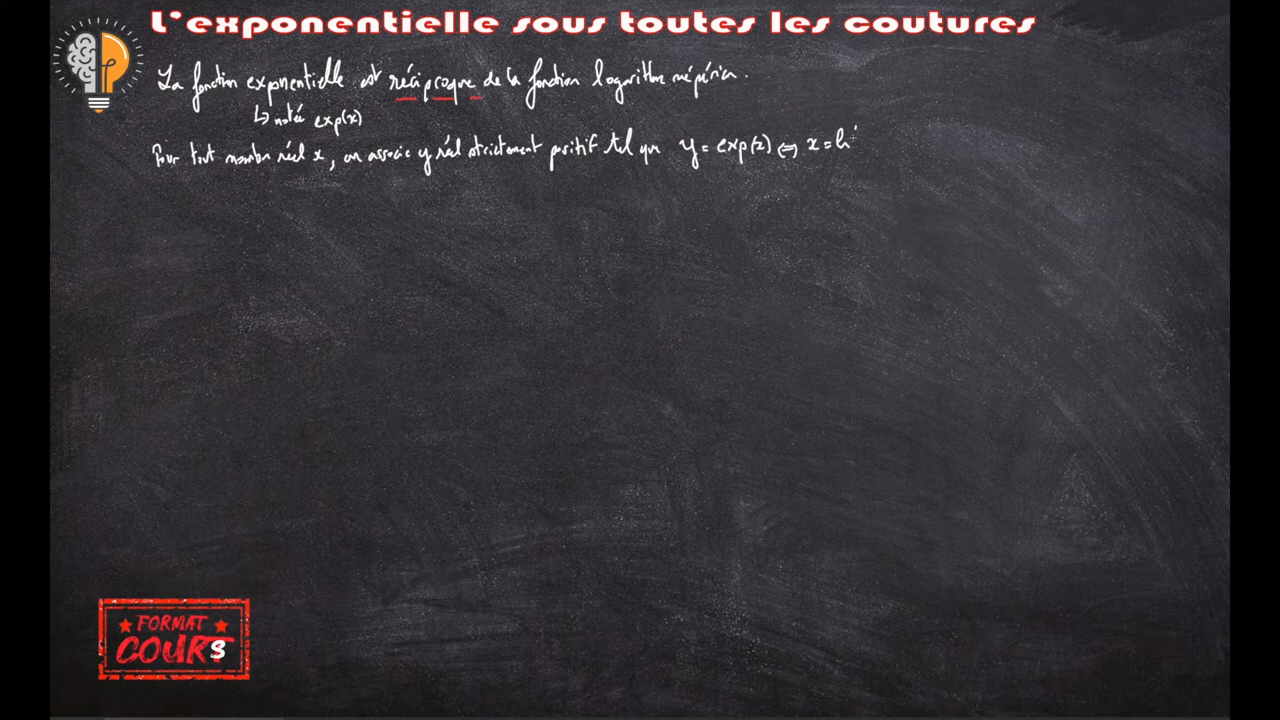 L'exponentielle sous toutes les coutures
La fonction exponentielle est réciproque de la fonction logarithme népérien.
↳ notée exp(x)
Pour tout nombre réel x, on associe y réel strictement positif tel que y = exp(x) ⇔ x = ln
FORMAT
COURS